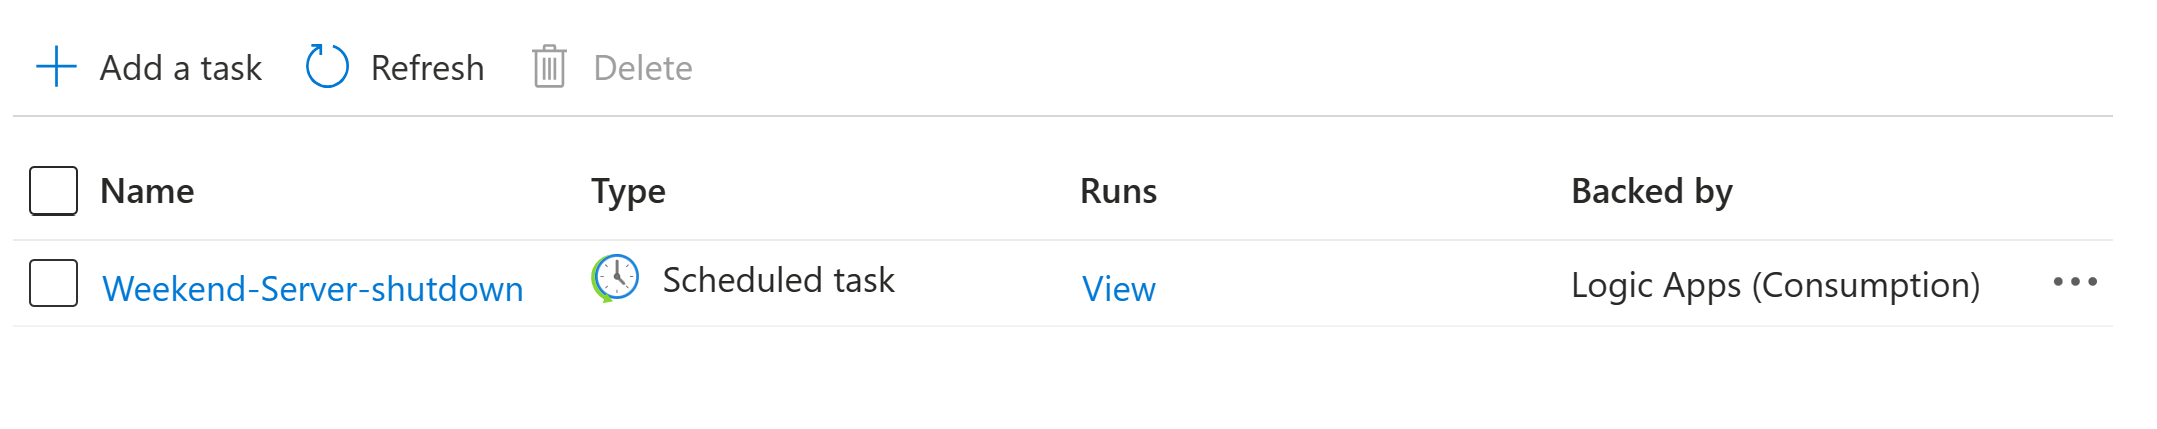 Add a task Refresh Delete
Name Type Runs Backed by
Weekend-Server-shutdown Scheduled task View Logic Apps (Consumption)